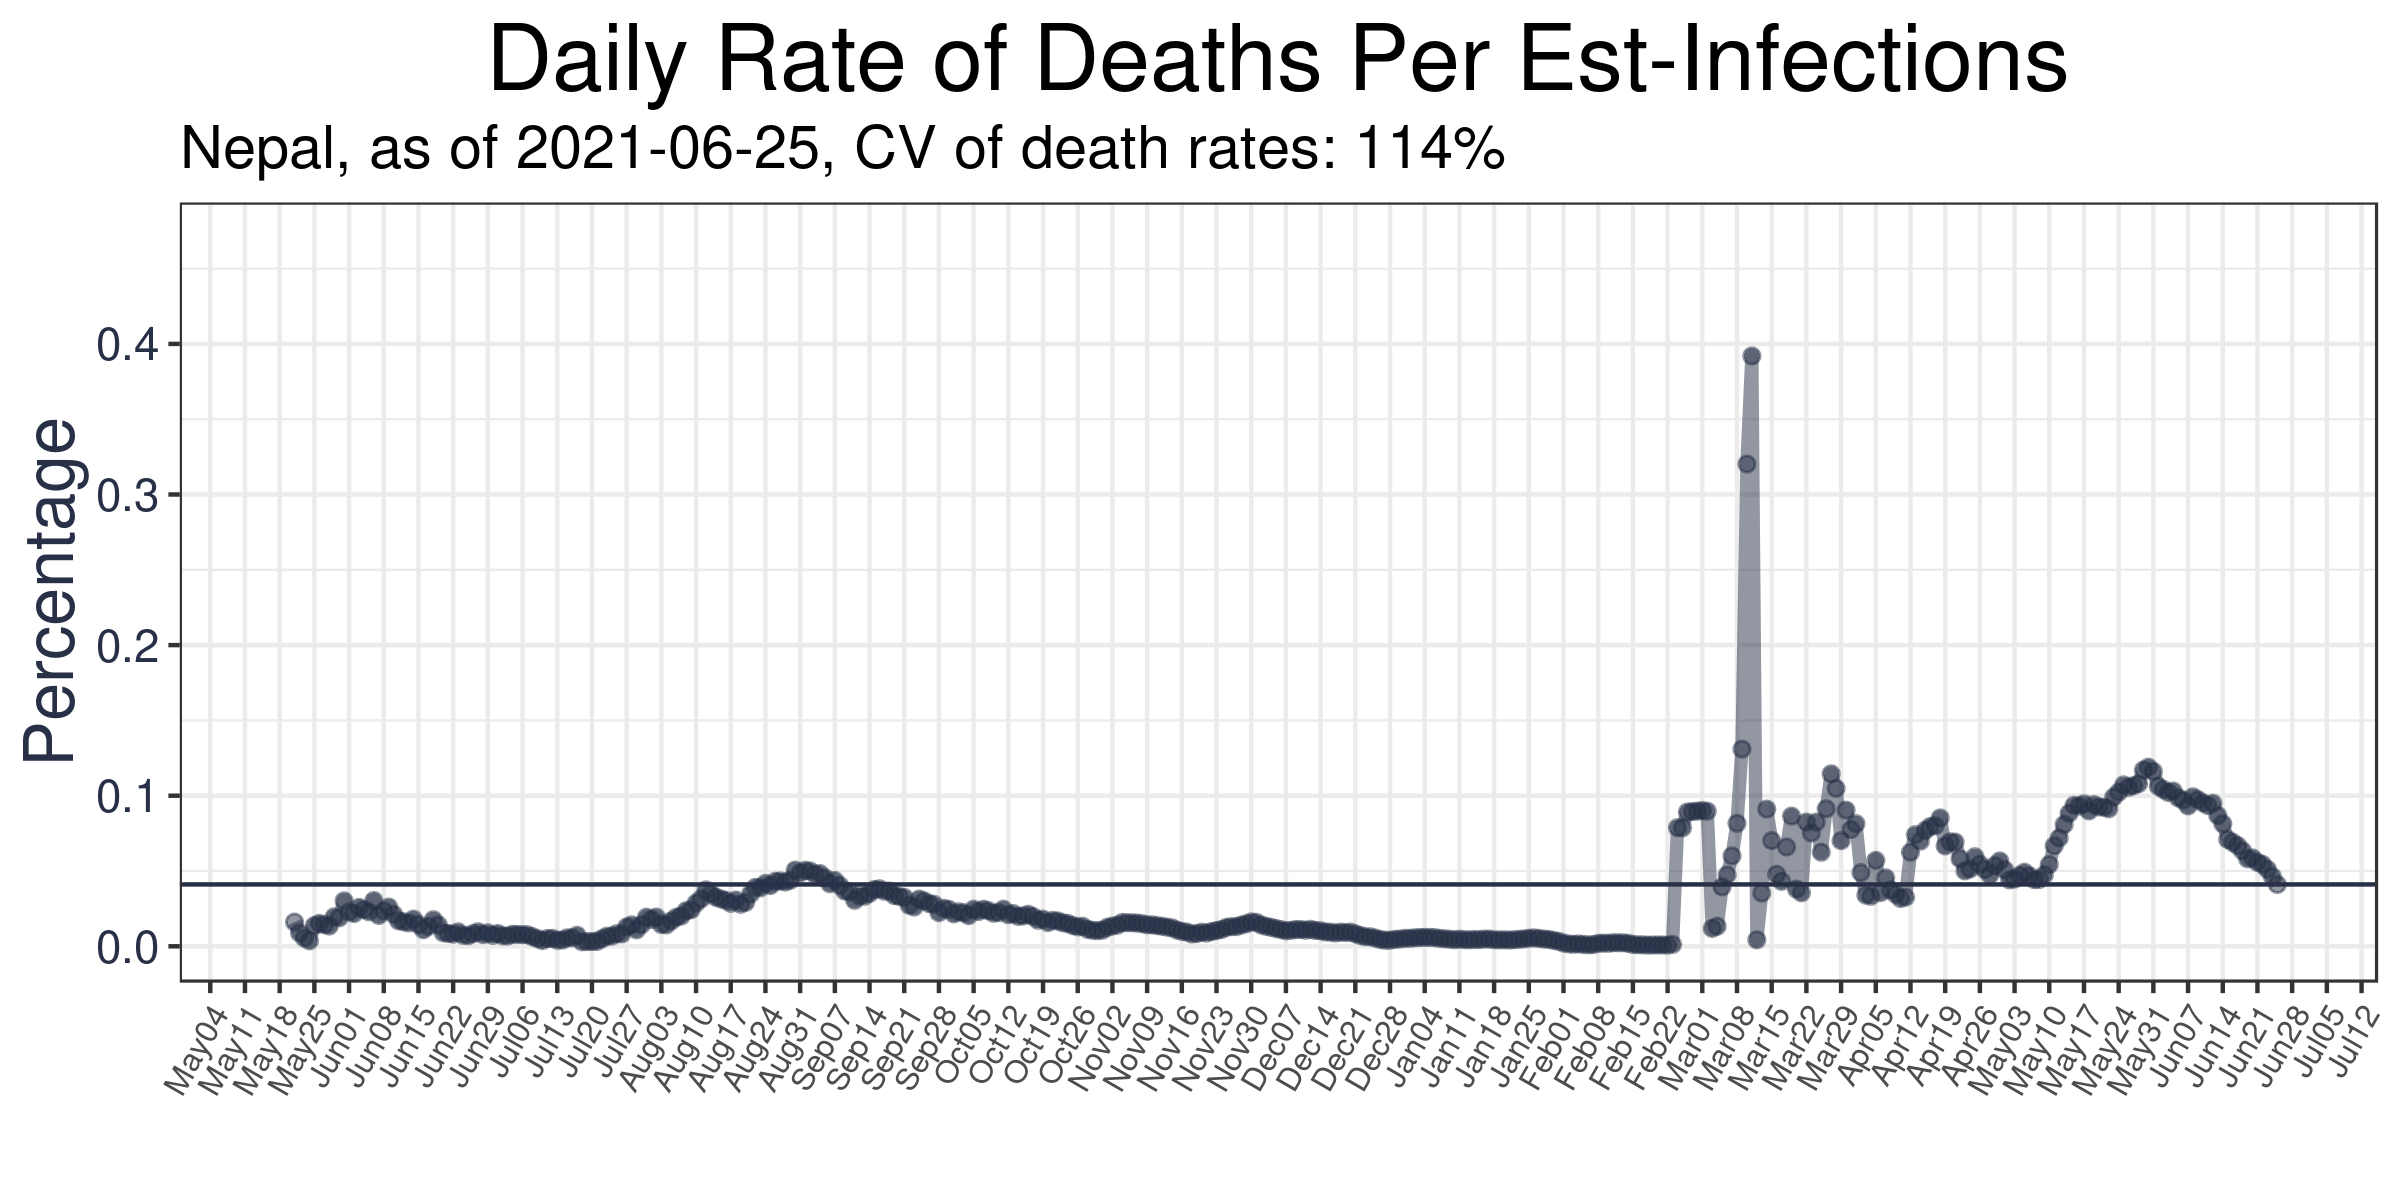 Daily Rate of Deaths Per Est-Infections
Nepal, as of 2021-06-25, CV of death rates: 114%
Percentage
0.4
0.3
0.2
0.1
0.0
May04
May11
May18
May25
Jun01
Jun08
Jun15
Jun22
Jun29
Jul06
Jul13
Jul20
Jul27
Aug03
Aug10
Aug17
Aug24
Aug31
Sep07
Sep14
Sep21
Sep28
Oct05
Oct12
Oct19
Oct26
Nov02
Nov09
Nov16
Nov23
Nov30
Dec07
Dec14
Dec21
Dec28
Jan04
Jan11
Jan18
Jan25
Feb01
Feb08
Feb15
Feb22
Mar01
Mar08
Mar15
Mar22
Mar29
Apr05
Apr12
Apr19
Apr26
May03
May10
May17
May24
May31
Jun07
Jun14
Jun21
Jun28
Jul05
Jul12